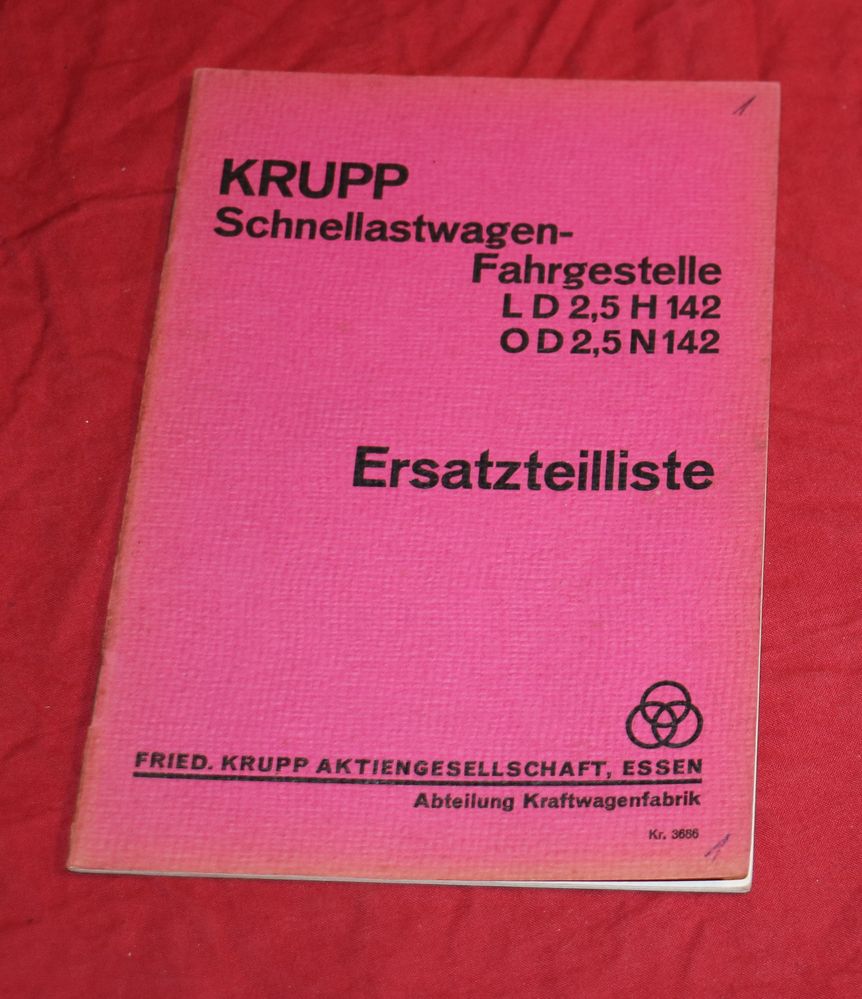 1
KRUPP
Schnellastwagen-
Fahrgestelle
L D 2,5 H 142
O D 2,5 N 142
Ersatzteilliste
FRIED. KRUPP AKTIENGESELLSCHAFT, ESSEN
Abteilung Kraftwagenfabrik
Kr. 3686
1